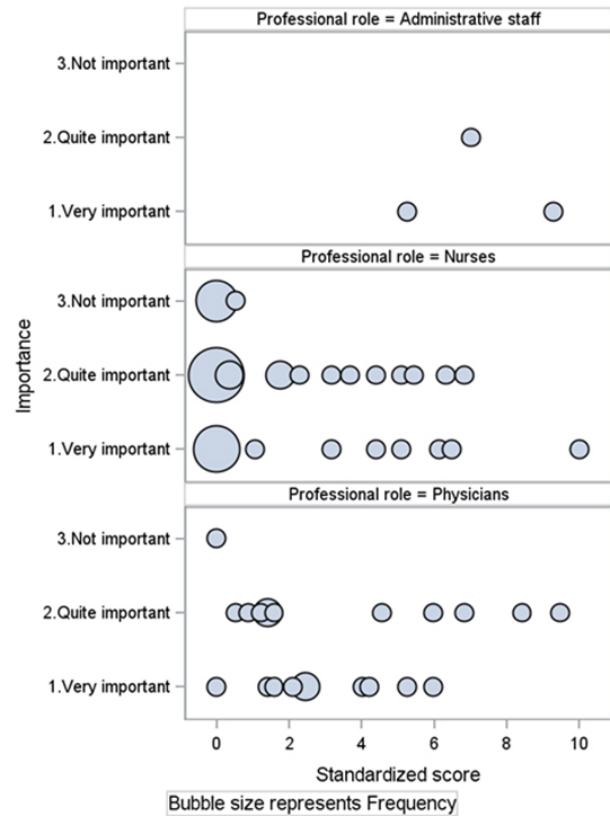 Professional role = Administrative staff
3.Not important
2.Quite important
1.Very important
Professional role = Nurses
3.Not important
2.Quite important
1.Very important
Importance
Professional role = Physicians
3.Not important
2.Quite important
1.Very important
0 2 4 6 8 10
Standardized score
Bubble size represents Frequency